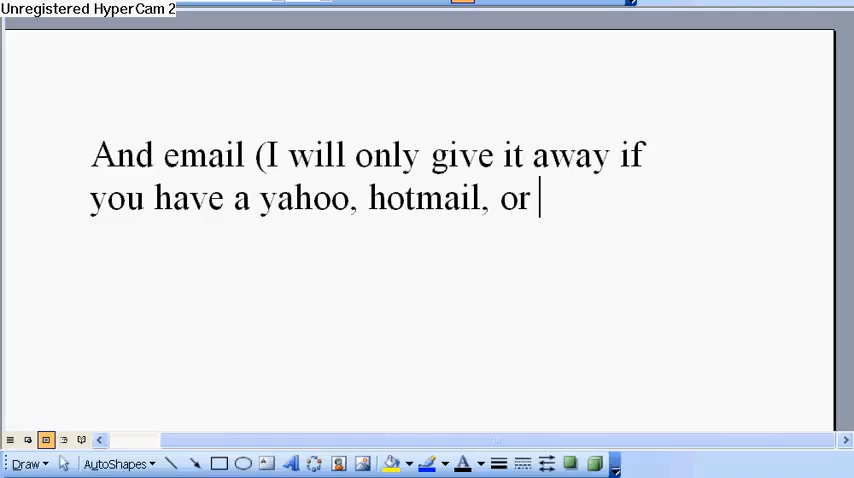 Unregistered HyperCam 2
And email (I will only give it away if
you have a yahoo, hotmail, or
Draw
AutoShapes